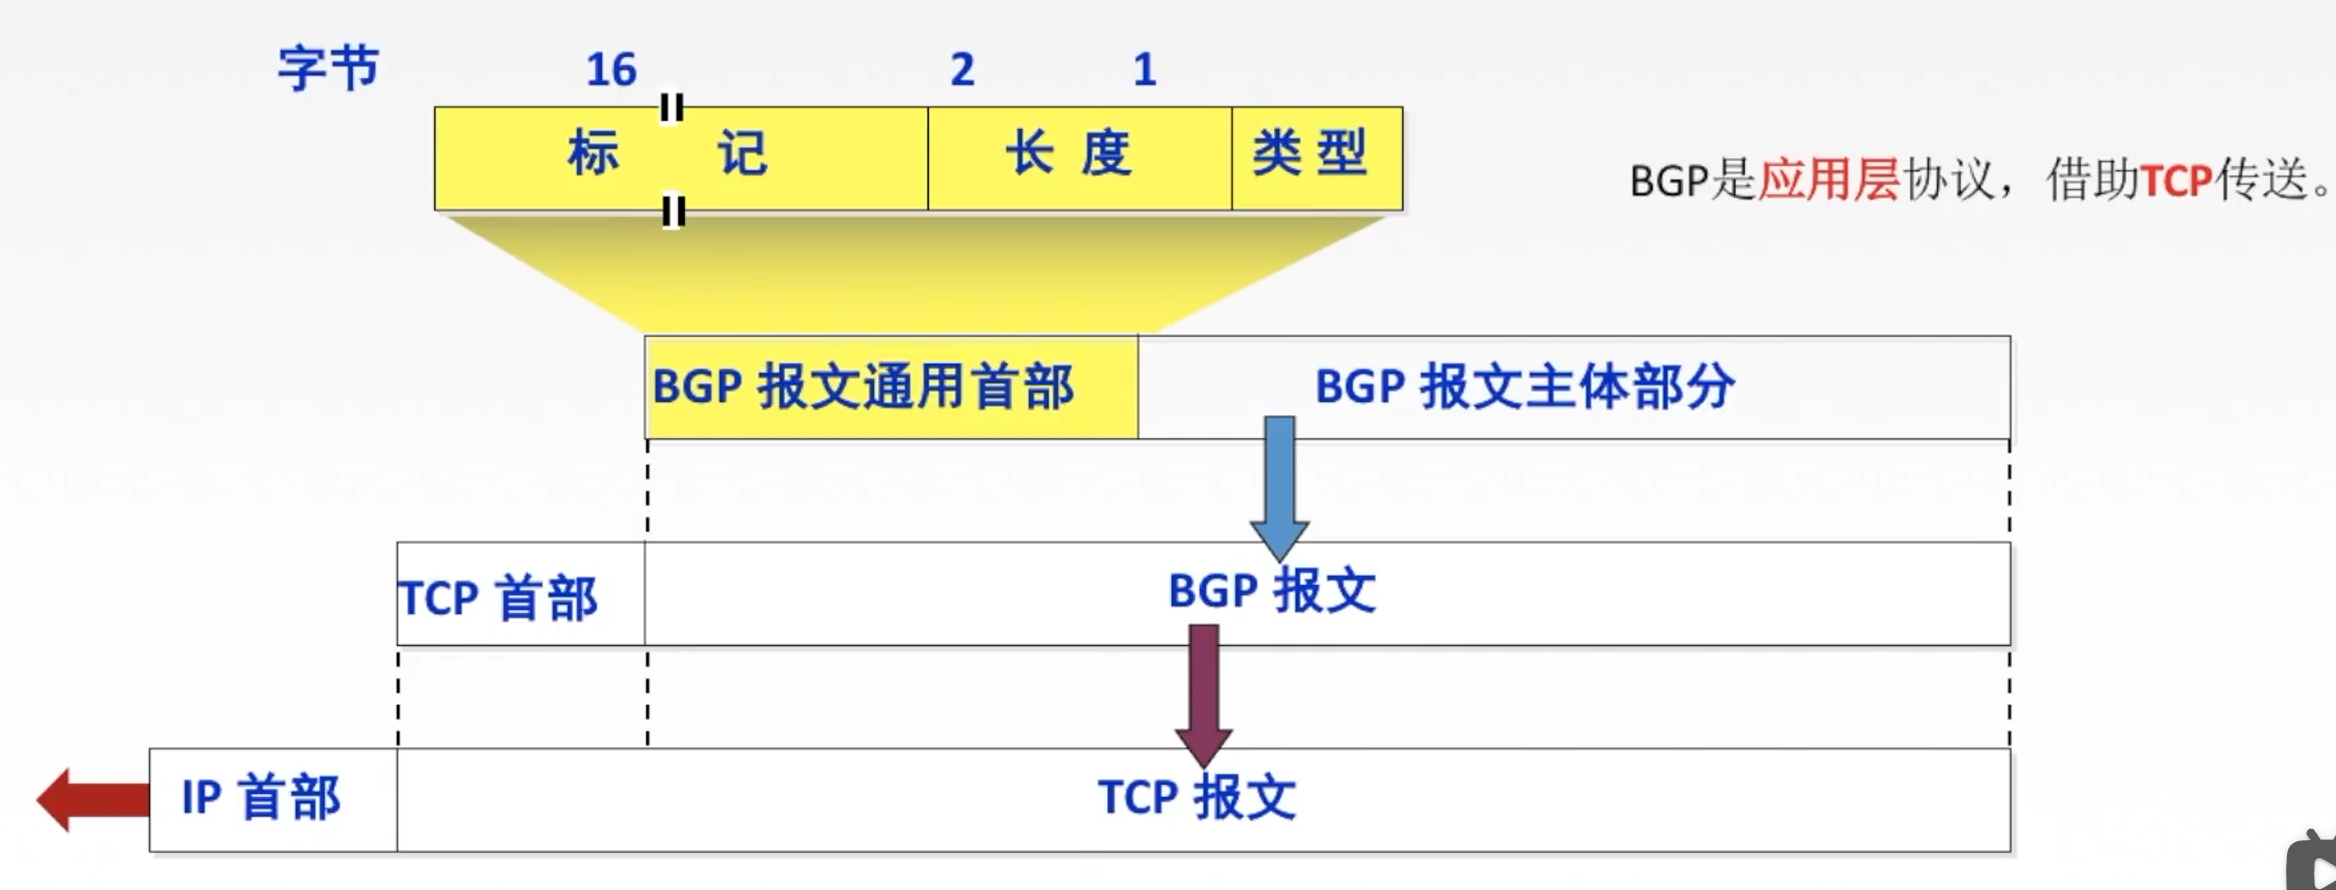 字节 16 2 1
标 记 长 度 类 型
BGP是应用层协议，借助TCP传送。
BGP 报文通用首部 BGP 报文主体部分
TCP 首部 BGP 报文
IP 首部 TCP 报文